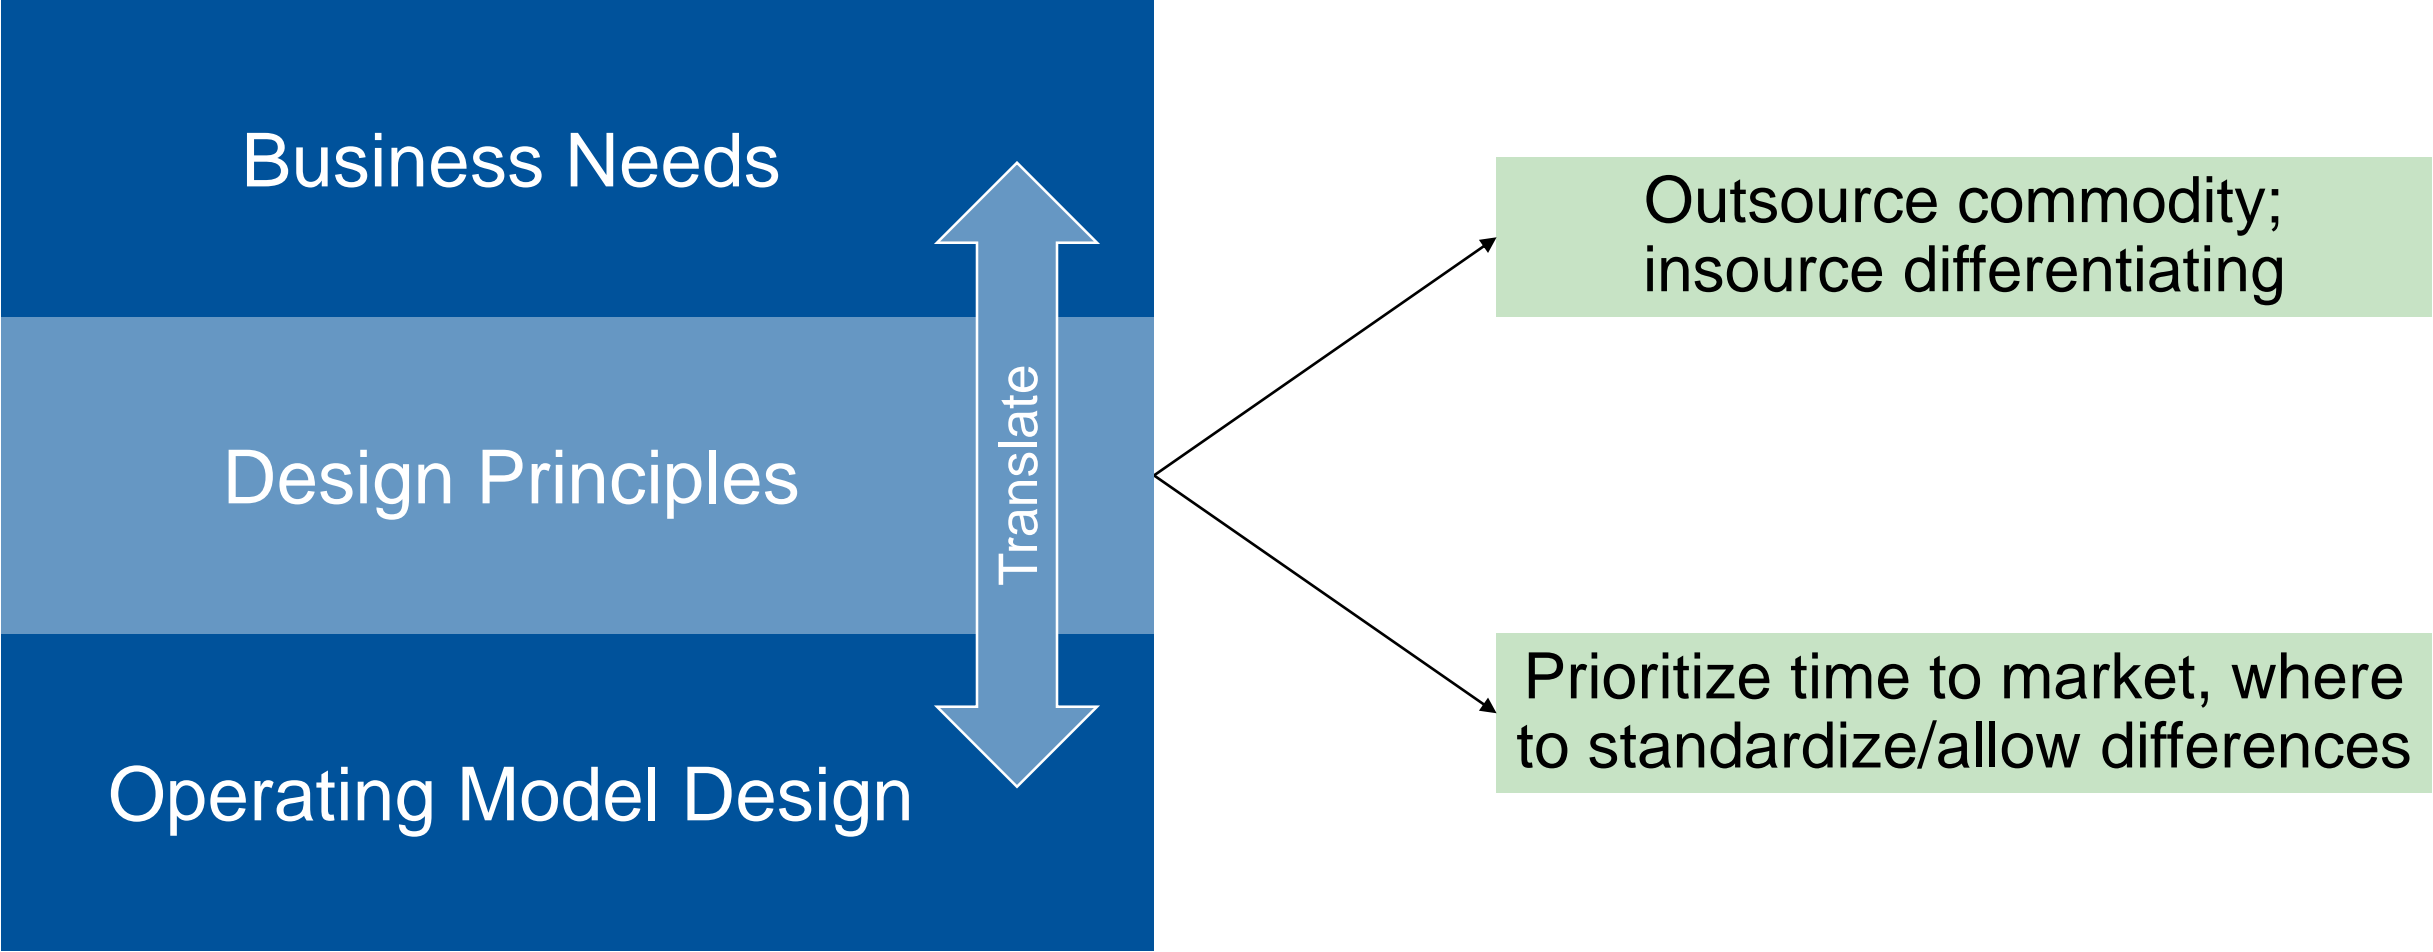 Business Needs
Design Principles
Operating Model Design
Translate
Outsource commodity;
insource differentiating
Prioritize time to market, where
to standardize/allow differences